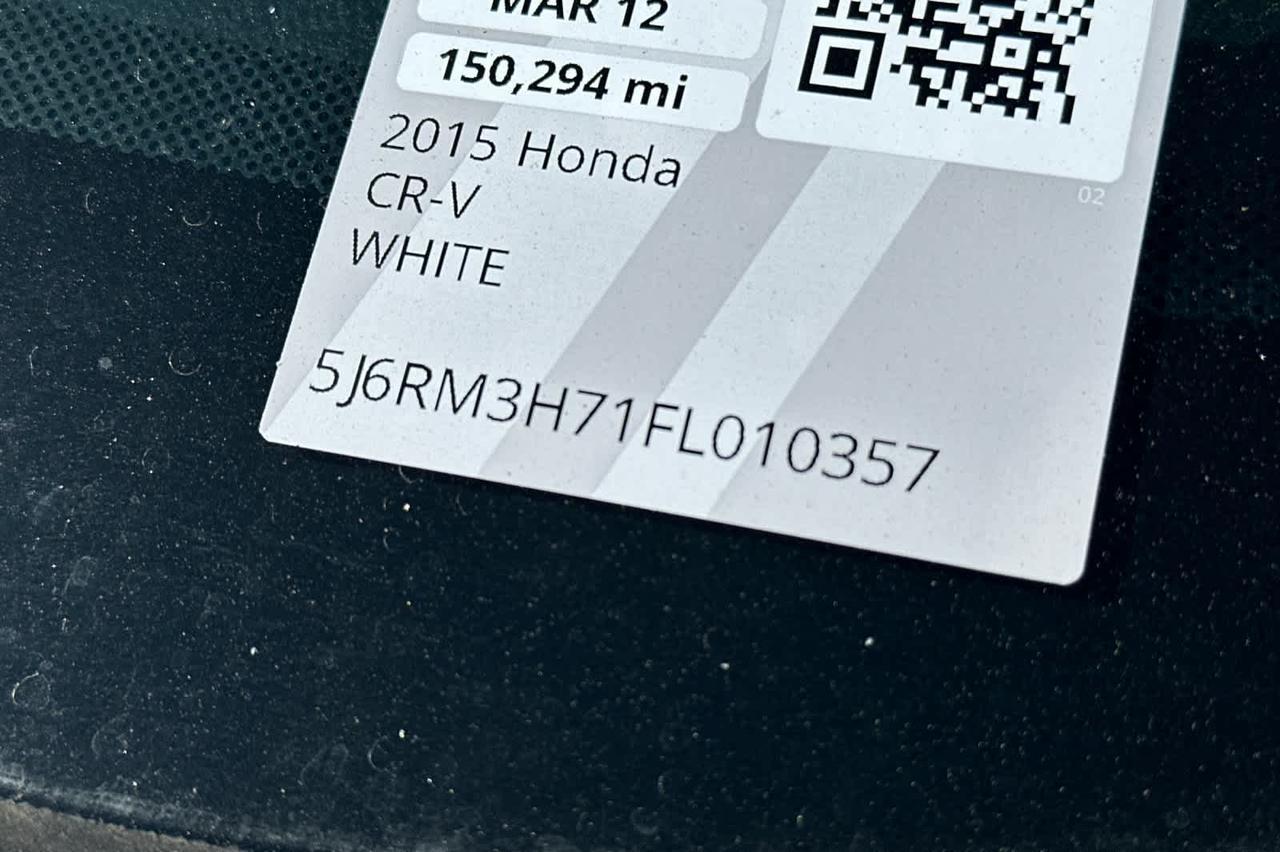 MAR 12
150,294 mi
2015 Honda
CR-V
WHITE
02
5J6RM3H71FL010357